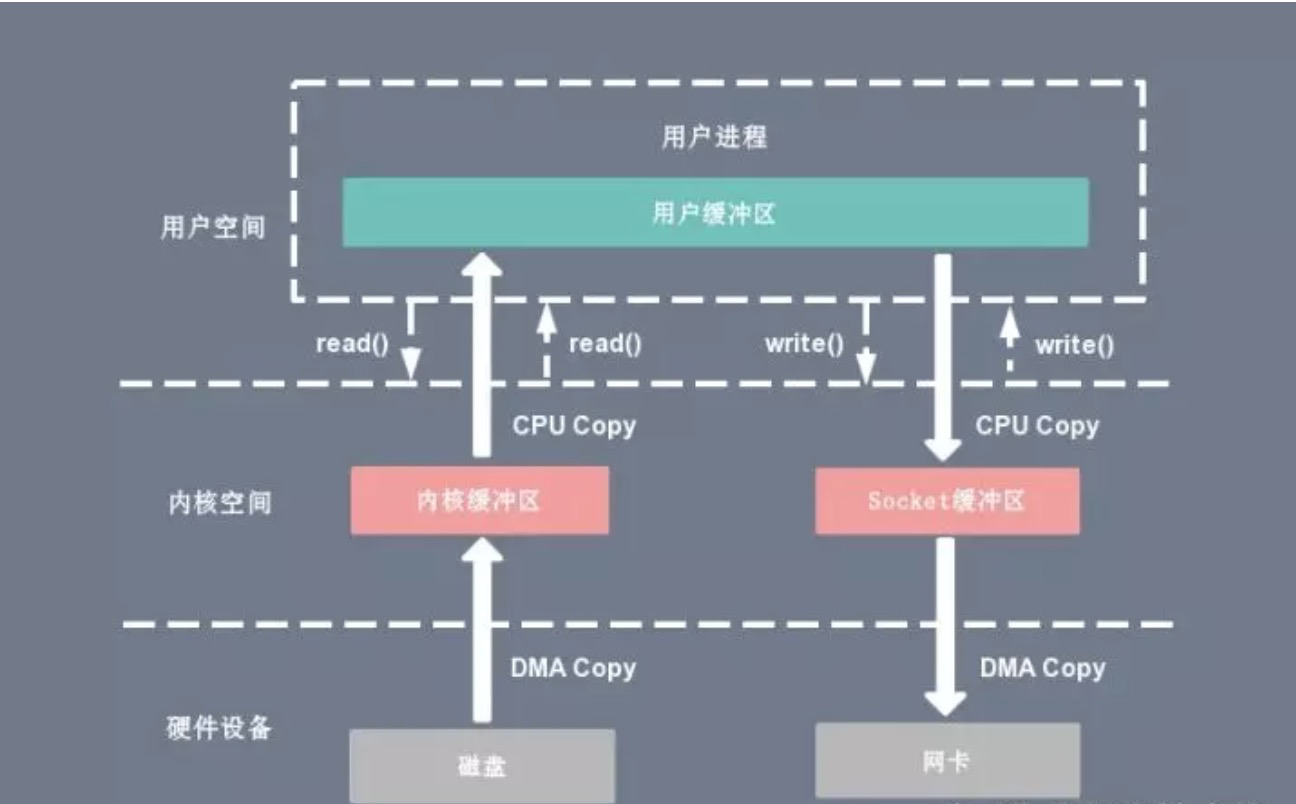 用户进程
用户缓冲区
用户空间
read()
read()
write()
write()
CPU Copy
CPU Copy
内核空间
内核缓冲区
Socket缓冲区
DMA Copy
DMA Copy
硬件设备
磁盘
网卡